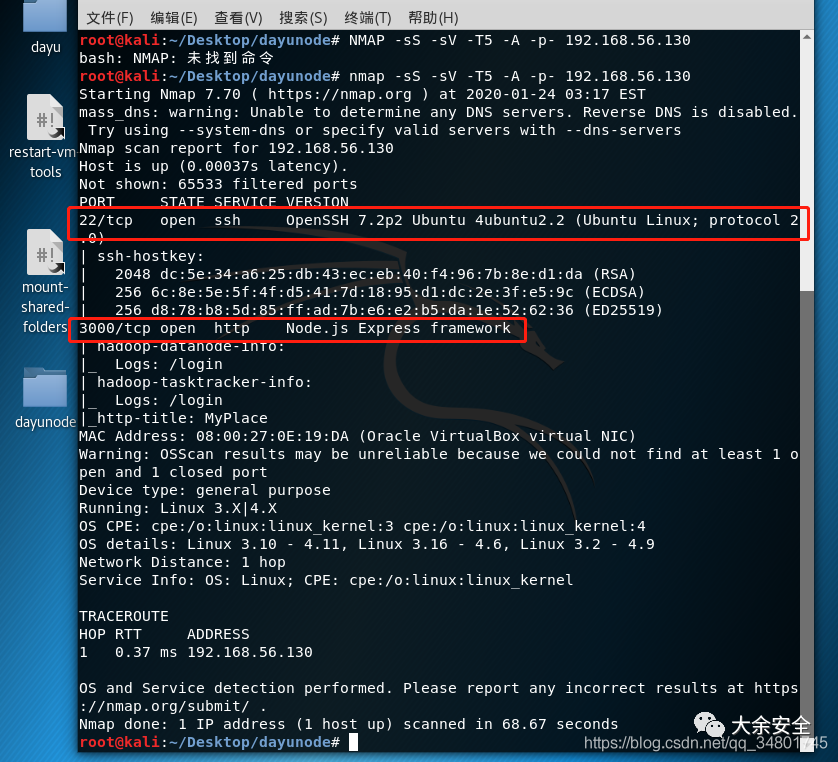 文件(F) 编辑(E) 查看(V) 搜索(S) 终端(T) 帮助(H)
dayu
restart-vm-
tools
mount-
shared-
folders
dayunode
root@kali:~/Desktop/dayunode# NMAP -sS -sV -T5 -A -p- 192.168.56.130
bash: NMAP: 未找到命令
root@kali:~/Desktop/dayunode# nmap -sS -sV -T5 -A -p- 192.168.56.130
Starting Nmap 7.70 ( https://nmap.org ) at 2020-01-24 03:17 EST
mass_dns: warning: Unable to determine any DNS servers. Reverse DNS is disabled.
 Try using --system-dns or specify valid servers with --dns-servers
Nmap scan report for 192.168.56.130
Host is up (0.00037s latency).
Not shown: 65533 filtered ports
PORT     STATE SERVICE VERSION
22/tcp   open  ssh     OpenSSH 7.2p2 Ubuntu 4ubuntu2.2 (Ubuntu Linux; protocol 2
.0)
| ssh-hostkey:
|   2048 dc:5e:34:a6:25:db:43:ec:eb:40:f4:96:7b:8e:d1:da (RSA)
|   256 6c:8e:5e:5f:4f:d5:41:7d:18:95:d1:dc:2e:3f:e5:9c (ECDSA)
|   256 d8:78:b8:5d:85:ff:ad:7b:e6:e2:b5:da:1e:52:62:36 (ED25519)
3000/tcp open  http    Node.js Express framework
| hadoop-datanode-info:
|_  Logs: /login
| hadoop-tasktracker-info:
|_  Logs: /login
|_http-title: MyPlace
MAC Address: 08:00:27:0E:19:DA (Oracle VirtualBox virtual NIC)
Warning: OSScan results may be unreliable because we could not find at least 1 o
pen and 1 closed port
Device type: general purpose
Running: Linux 3.X|4.X
OS CPE: cpe:/o:linux:linux_kernel:3 cpe:/o:linux:linux_kernel:4
OS details: Linux 3.10 - 4.11, Linux 3.16 - 4.6, Linux 3.2 - 4.9
Network Distance: 1 hop
Service Info: OS: Linux; CPE: cpe:/o:linux:linux_kernel
TRACEROUTE
HOP RTT     ADDRESS
1   0.37 ms 192.168.56.130
OS and Service detection performed. Please report any incorrect results at https
://nmap.org/submit/ .
Nmap done: 1 IP address (1 host up) scanned in 68.67 seconds
root@kali:~/Desktop/dayunode#
大余安全
https://blog.csdn.net/qq_34801745